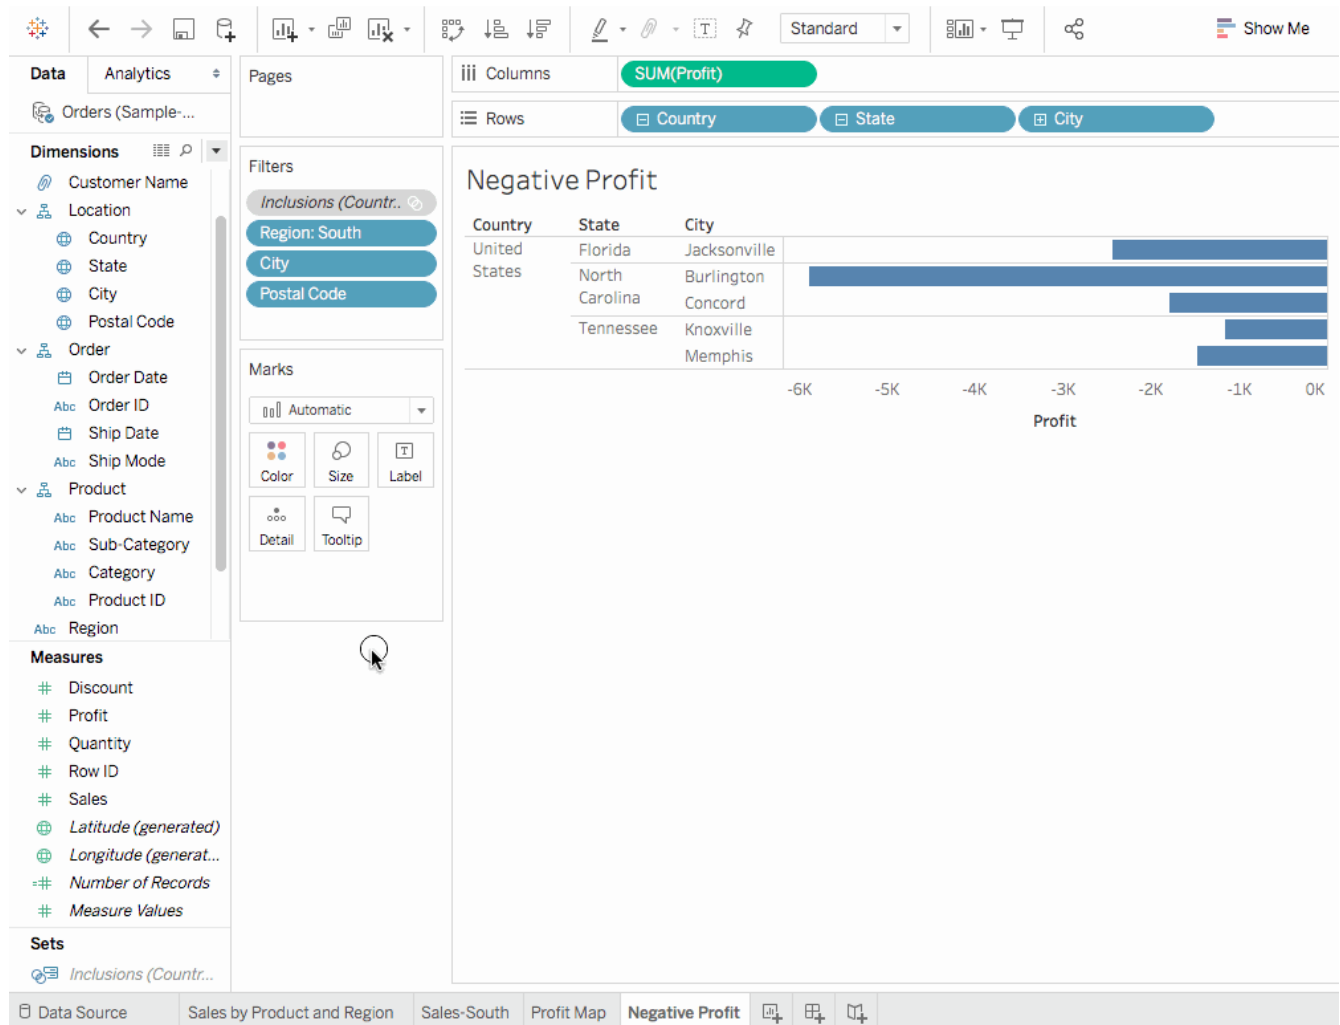 Standard
Show Me
Data
Analytics
Orders (Sample-...
Dimensions
Customer Name
Location
Country
State
City
Postal Code
Order
Order Date
Abc Order ID
Ship Date
Abc Ship Mode
Product
Abc Product Name
Abc Sub-Category
Abc Category
Abc Product ID
Abc Region
Measures
# Discount
# Profit
# Quantity
# Row ID
# Sales
Latitude (generated)
Longitude (generat...
=# Number of Records
# Measure Values
Sets
Inclusions (Countr...
Pages
Filters
Inclusions (Countr..
Region: South
City
Postal Code
Marks
Automatic
Color Size Label
Detail Tooltip
Columns SUM(Profit)
Rows Country State City
Negative Profit
Country State City
United States
Florida Jacksonville
North Carolina
Burlington
Concord
Tennessee Knoxville
Memphis
-6K -5K -4K -3K -2K -1K 0K
Profit
Data Source Sales by Product and Region Sales-South Profit Map Negative Profit